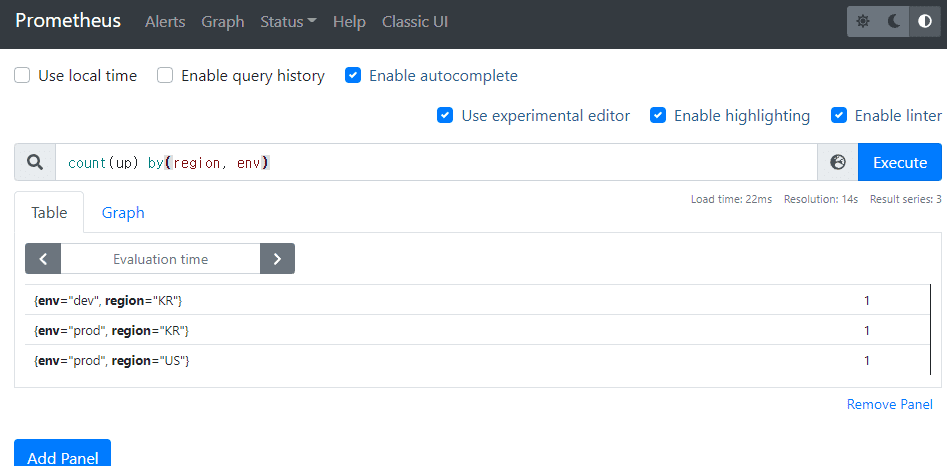 Prometheus Alerts Graph Status Help Classic UI
Use local time Enable query history Enable autocomplete
Use experimental editor Enable highlighting Enable linter
count(up) by(region, env) Execute
Load time: 22ms Resolution: 14s Result series: 3
Table Graph
Evaluation time
{env="dev", region="KR"} 1
{env="prod", region="KR"} 1
{env="prod", region="US"} 1
Remove Panel
Add Panel